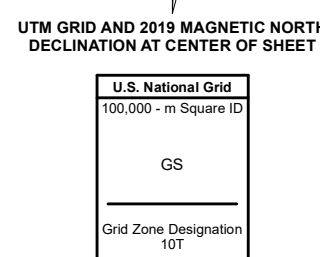 UTM GRID AND 2019 MAGNETIC NORTH
DECLINATION AT CENTER OF SHEET
U.S. National Grid
100,000 - m Square ID
GS
Grid Zone Designation
10T